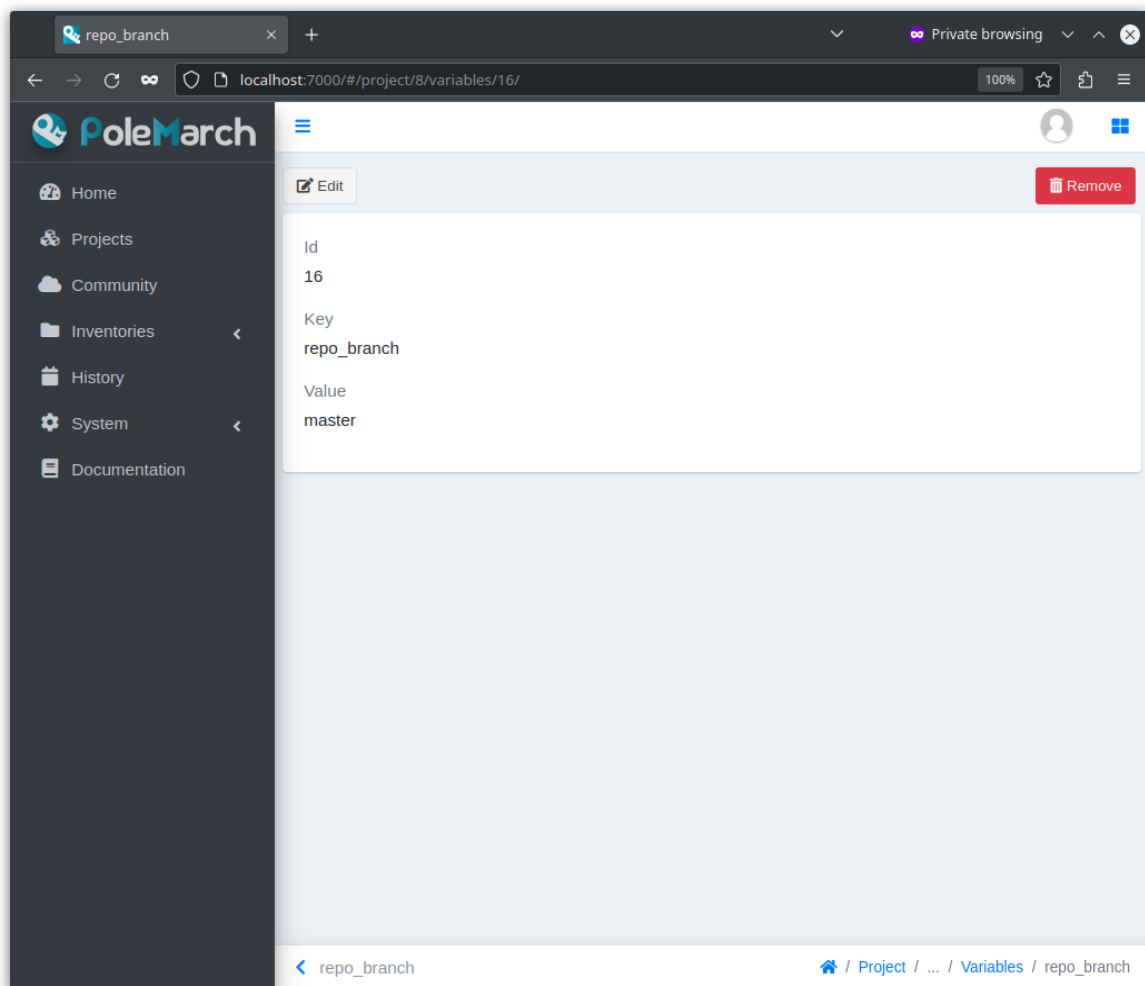 repo_branch
Private browsing
localhost:7000/#/project/8/variables/16/
100%
PoleMarch
Home
Projects
Community
Inventories
History
System
Documentation
Edit
Remove
Id
16
Key
repo_branch
Value
master
repo_branch
/ Project / ... / Variables / repo_branch